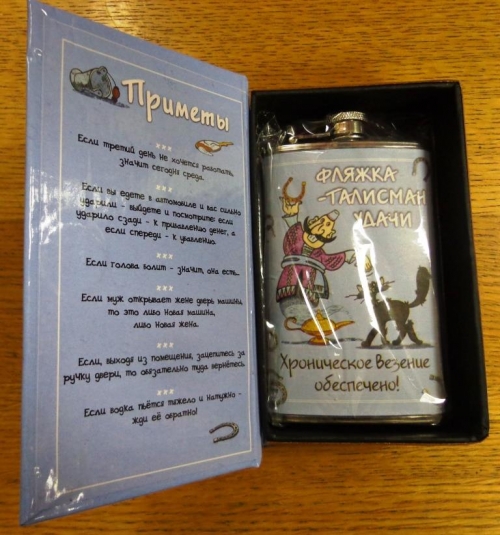 Приметы
Если третий день не хочется работать,
значит сегодня среда.
***
Если вы едете в автомобиле и вас сильно
ударили - выйдете и посмотрите: если
ударило сзади - к прибавлению денег, а
если спереди - к убавлению.
***
Если голова болит - значит, она есть...
***
Если муж открывает жене дверь машины,
то это либо новая машина,
либо новая жена.
***
Если, выходя из помещения, зацепитесь за
ручку двери, то обязательно туда вернётесь.
***
Если водка пьётся тяжело и натужно -
жди её обратно!
ФЛЯЖКА
-ТАЛИСМАН
УДАЧИ
Хроническое везение
обеспечено!